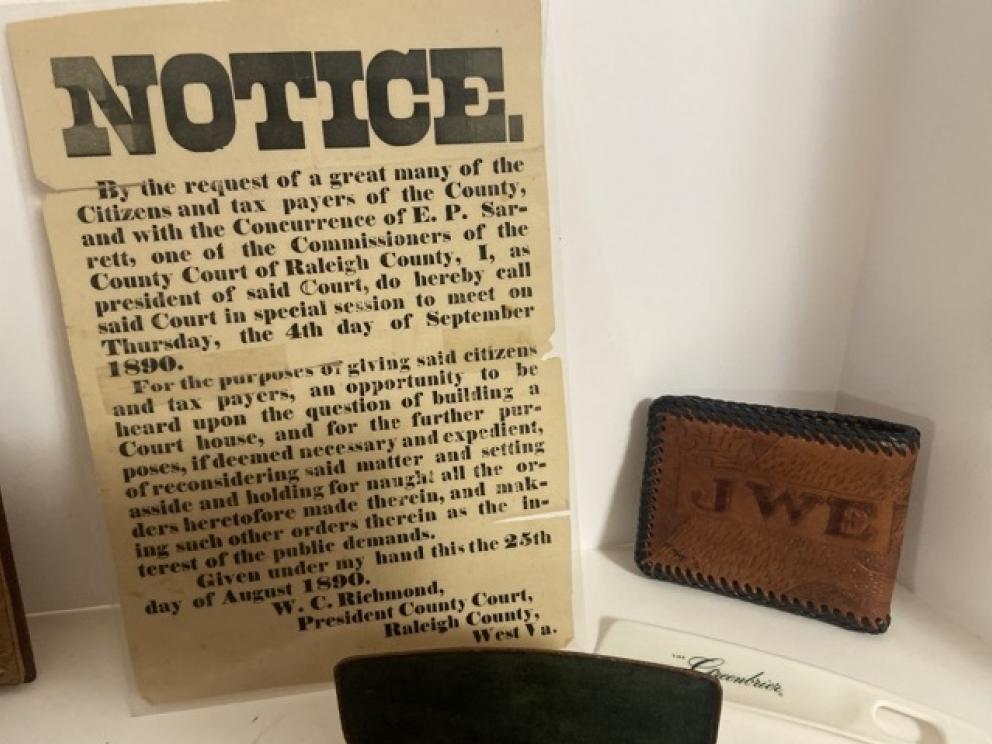 NOTICE.
By the request of a great many of the
Citizens and tax payers of the County,
and with the Concurrence of E. P. Sar-
rett, one of the Commissioners of the
County Court of Raleigh County, I, as
president of said Court, do hereby call
said Court in special session to meet on
Thursday, the 4th day of September
1890.
For the purposes of giving said citizens
and tax payers, an opportunity to be
heard upon the question of building a
Court house, and for the further pur-
poses, if deemed necessary and expedient,
of reconsidering said matter and setting
asside and holding for naught all the or-
ders heretofore made therein, and mak-
ing such other orders therein as the in-
terest of the public demands.
Given under my hand this the 25th
day of August 1890.
W. C. Richmond,
President County Court,
Raleigh County,
West Va.
JWE
THE Greenbrier